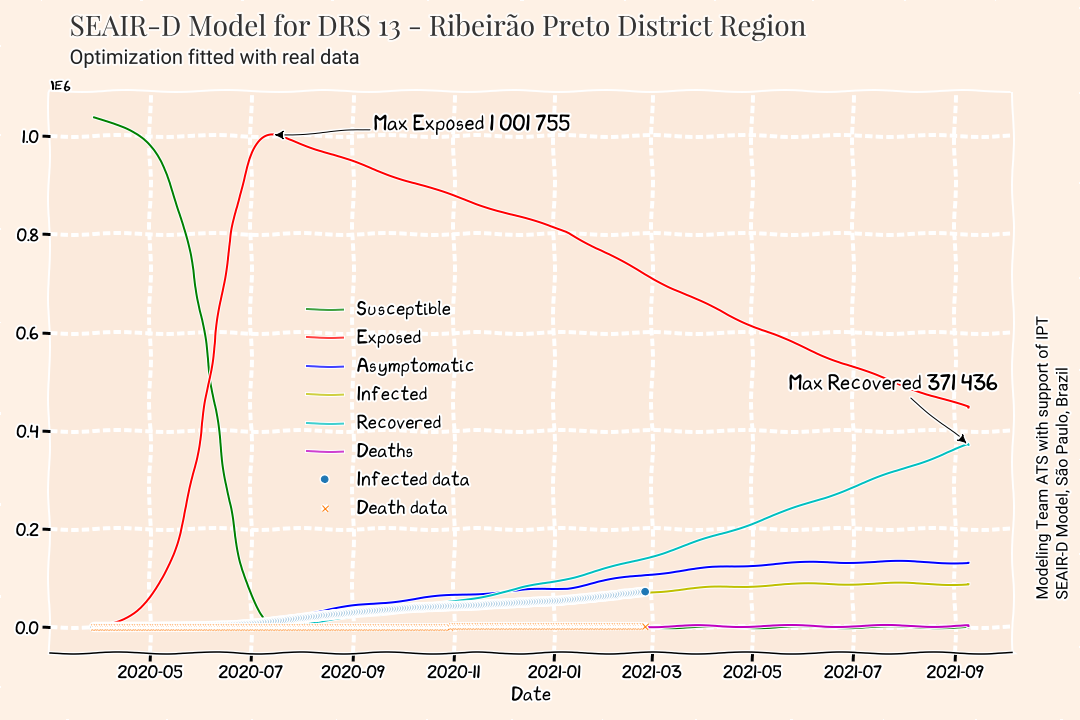 SEAIR-D Model for DRS 13 - Ribeirão Preto District Region
Optimization fitted with real data
1E6
Max Exposed 1 001 755
1.0
0.8
0.6
0.4
0.2
0.0
Susceptible
Exposed
Asymptomatic
Infected
Recovered
Deaths
Infected data
Death data
Max Recovered 371 436
2020-05 2020-07 2020-09 2020-11 2021-01 2021-03 2021-05 2021-07 2021-09
Date
Modeling Team ATS with support of IPT
SEAIR-D Model, São Paulo, Brazil